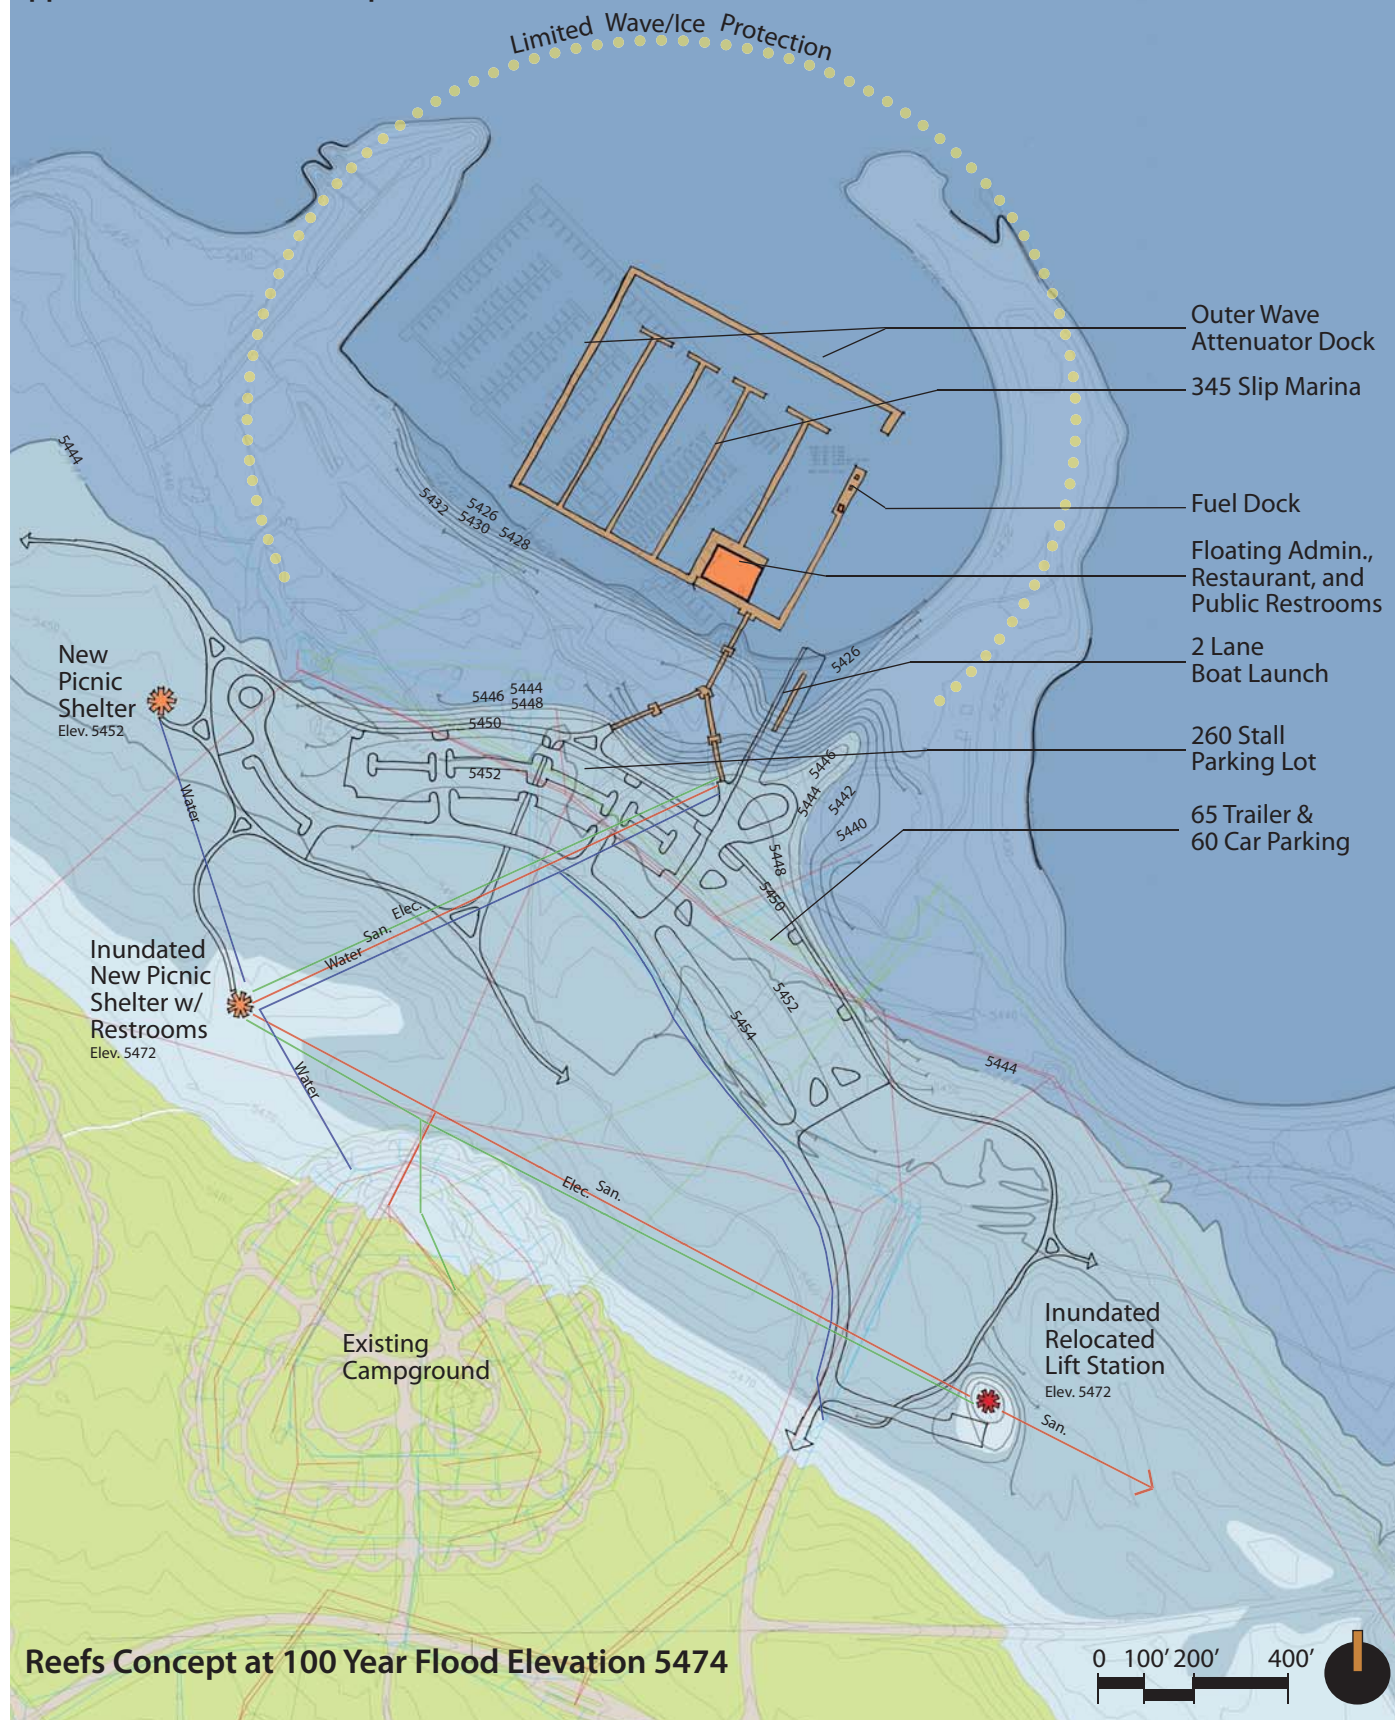 Limited Wave/Ice Protection
Outer Wave
Attenuator Dock
345 Slip Marina
Fuel Dock
Floating Admin.,
Restaurant, and
Public Restrooms
2 Lane
Boat Launch
260 Stall
Parking Lot
65 Trailer &
60 Car Parking
5444
5432
5426
5430
5428
5426
New
Picnic
Shelter
Elev. 5452
5446
5444
5448
5450
5452
5446
5444
5442
5440
5448
5450
5452
5454
5444
Water
Elec.
San.
Water
Inundated
New Picnic
Shelter w/
Restrooms
Elev. 5472
Water
Elec. San.
Existing
Campground
Inundated
Relocated
Lift Station
Elev. 5472
San.
Reefs Concept at 100 Year Flood Elevation 5474
0 100' 200' 400'